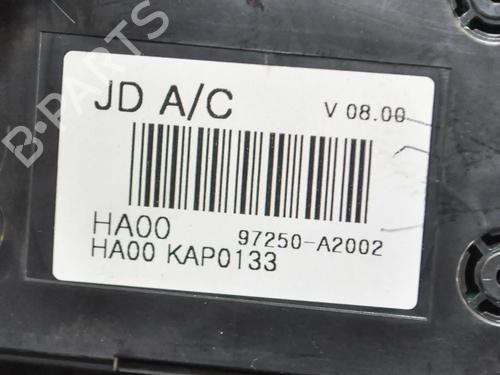 B-PARTS
JD A/C V 08.00
HA00 97250-A2002
HA00 KAP0133